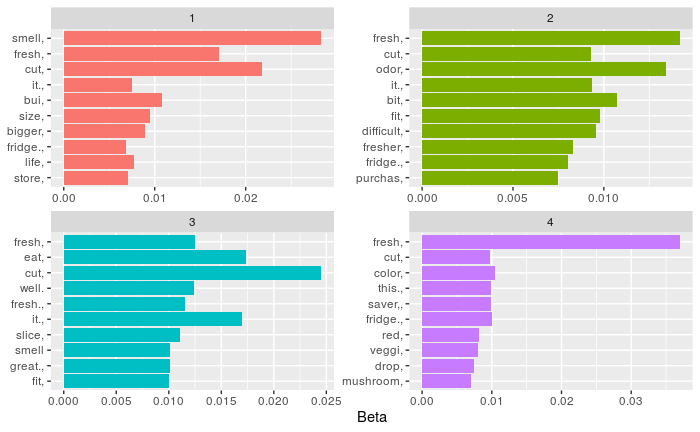 1
smell,
fresh,
cut,
it.,
bui,
size,
bigger,
fridge.,
life,
store,
0.00 0.01 0.02
2
fresh,
cut,
odor,
it.,
bit,
fit,
difficult,
fresher,
fridge.,
purchas,
0.000 0.005 0.010
3
fresh,
eat,
cut,
well.
fresh.,
it.,
slice,
smell
great.,
fit,
0.000 0.005 0.010 0.015 0.020 0.025
4
fresh,
cut,
color,
this.,
saver,,
fridge.,
red,
veggi,
drop,
mushroom,
0.00 0.01 0.02 0.03
Beta